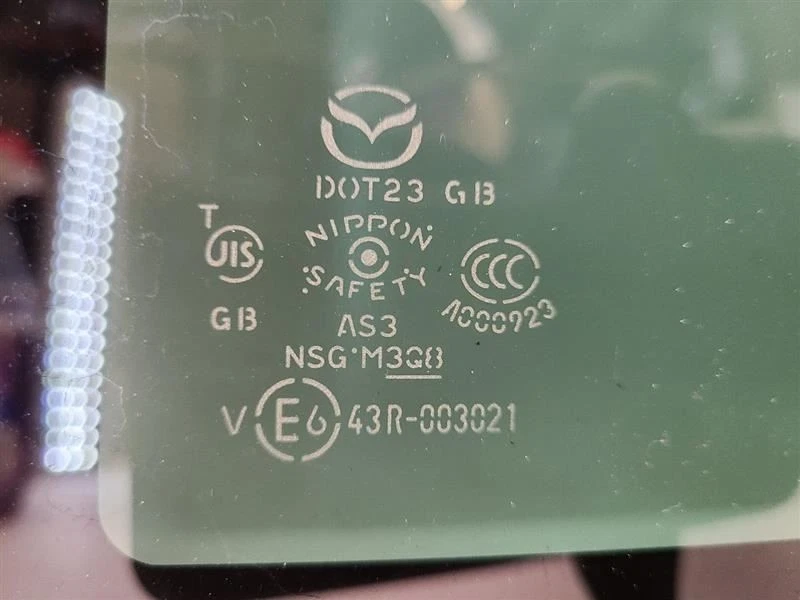 DOT23 GB
T
JIS
NIPPON
SAFETY
CCC
A000923
GB
AS3
NSG·M3Q8
V E6 43R-003021